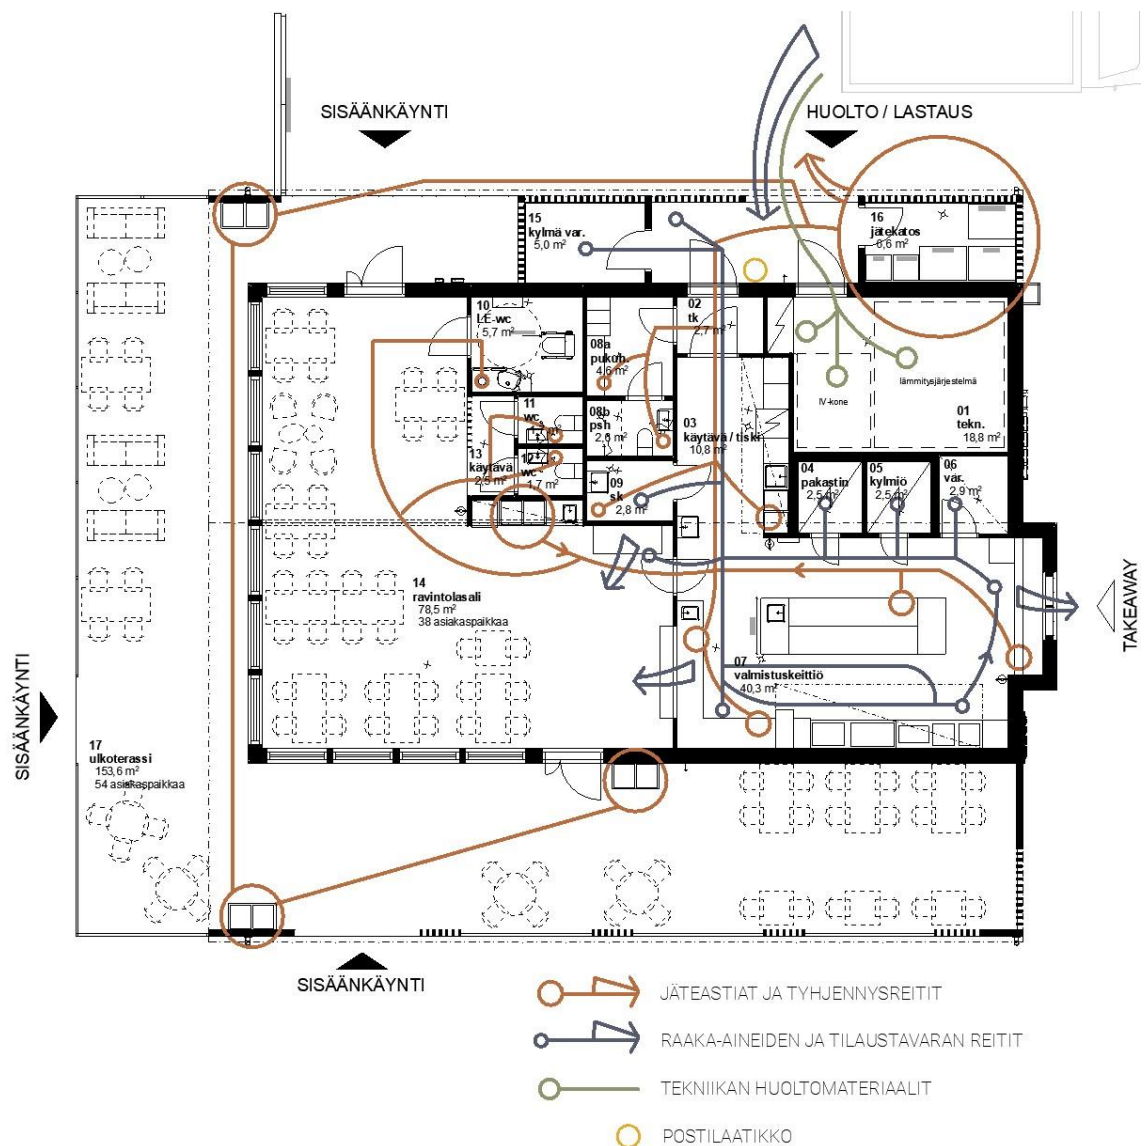 SISÄÄNKÄYNTI
HUOLTO / LASTAUS
15
kylmä var.
5,0 m²
16
jätekatos
6,6 m²
10
LE-wc
5,7 m²
02
tk
2,7 m²
08a
pukuh.
4,6 m²
lämmitysjärjestelmä
IV-kone
01
tekn.
18,8 m²
11
wc
1,7 m²
08b
psh
2,6 m²
03
käytävä / tiski
10,8 m²
13
käytävä
2,5 m²
12
wc
1,7 m²
09
sk
2,8 m²
04
pakastin
2,5 m²
05
kylmiö
2,5 m²
06
var.
2,9 m²
14
ravintolasali
78,5 m²
38 asiakaspaikkaa
TAKEAWAY
07
valmistuskeittiö
40,3 m²
SISÄÄNKÄYNTI
17
ulkoterassi
153,6 m²
54 asiakaspaikkaa
SISÄÄNKÄYNTI
JÄTEASTIAT JA TYHJENNYSREITIT
RAAKA-AINEIDEN JA TILAUSTAVARAN REITIT
TEKNIIKAN HUOLTOMATERIAALIT
POSTILAATIKKO